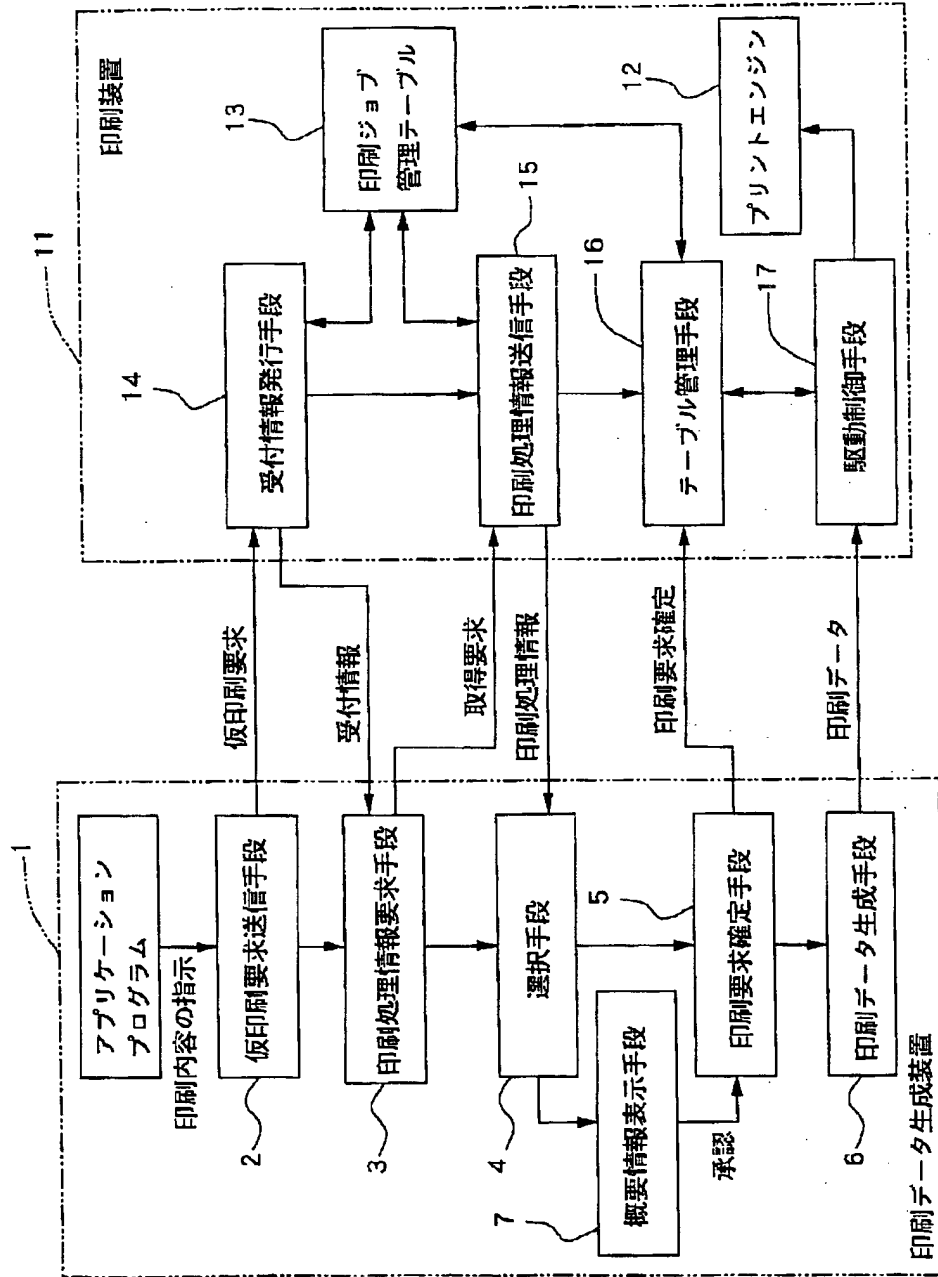 1
アプリケーション
プログラム
印刷内容の指示
2
仮印刷要求送信手段
3
印刷処理情報要求手段
4
選択手段
7
概要情報表示手段
承認
5
印刷要求確定手段
6
印刷データ生成手段
印刷データ生成装置
仮印刷要求
受付情報
取得要求
印刷処理情報
印刷要求確定
印刷データ
11
印刷装置
14
受付情報発行手段
13
印刷ジョブ
管理テーブル
15
印刷処理情報送信手段
16
テーブル管理手段
17
駆動制御手段
12
プリントエンジン